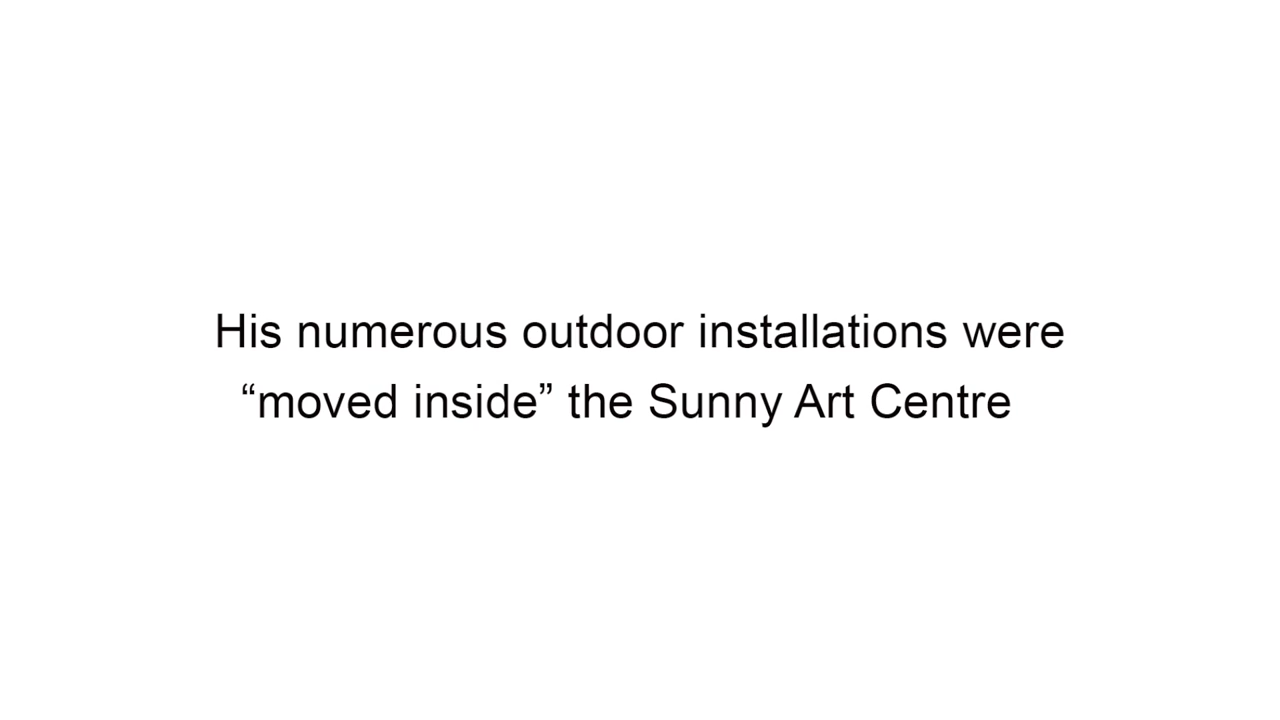 His numerous outdoor installations were
“moved inside” the Sunny Art Centre